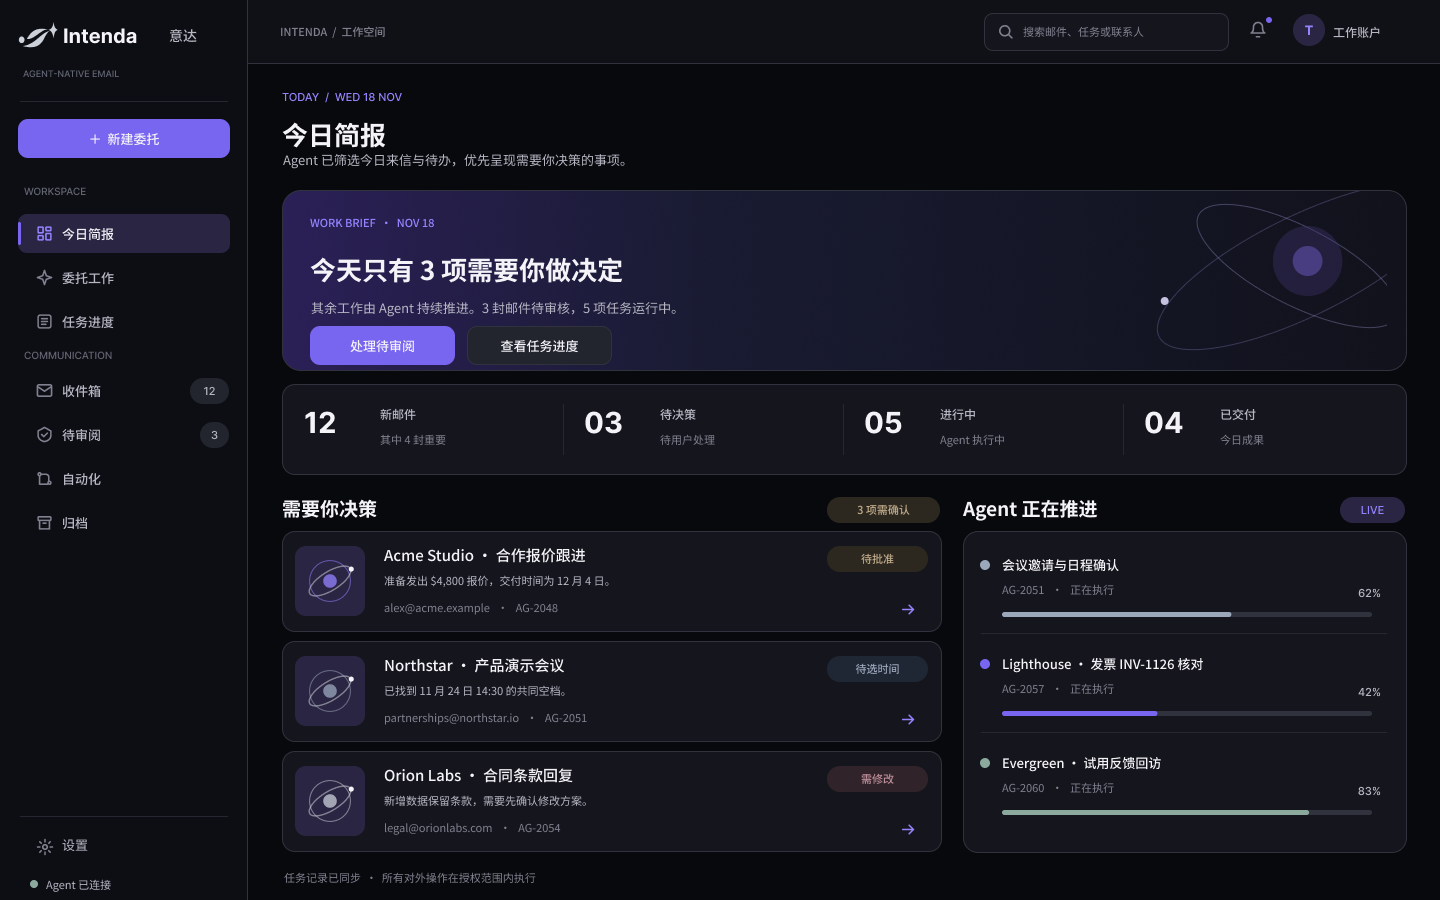 Intenda 意达
AGENT-NATIVE EMAIL
+ 新建委托
WORKSPACE
今日简报
委托工作
任务进度
COMMUNICATION
收件箱 12
待审阅 3
自动化
归档
设置
Agent 已连接
INTENDA / 工作空间
搜索邮件、任务或联系人
T 工作账户
TODAY / WED 18 NOV
今日简报
Agent 已筛选今日来信与待办，优先呈现需要你决策的事项。
WORK BRIEF · NOV 18
今天只有 3 项需要你做决定
其余工作由 Agent 持续推进。3 封邮件待审核，5 项任务运行中。
处理待审阅 查看任务进度
12 新邮件
其中 4 封重要
03 待决策
待用户处理
05 进行中
Agent 执行中
04 已交付
今日成果
需要你决策 3 项需确认
Acme Studio · 合作报价跟进 待批准
准备发出 $4,800 报价，交付时间为 12 月 4 日。
alex@acme.example · AG-2048
Northstar · 产品演示会议 待选时间
已找到 11 月 24 日 14:30 的共同空档。
partnerships@northstar.io · AG-2051
Orion Labs · 合同条款回复 需修改
新增数据保留条款，需要先确认修改方案。
legal@orionlabs.com · AG-2054
Agent 正在推进 LIVE
会议邀请与日程确认
AG-2051 · 正在执行 62%
Lighthouse · 发票 INV-1126 核对
AG-2057 · 正在执行 42%
Evergreen · 试用反馈回访
AG-2060 · 正在执行 83%
任务记录已同步 · 所有对外操作在授权范围内执行